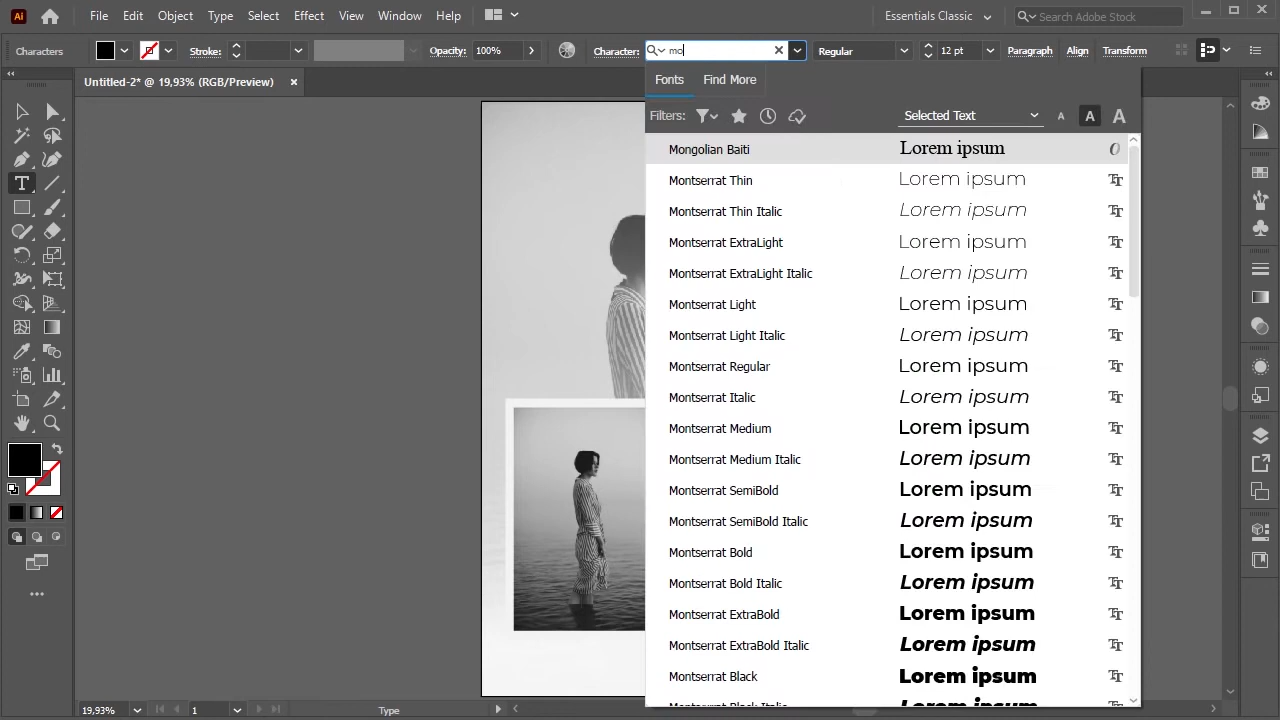 Ai File Edit Object Type Select Effect View Window Help Essentials Classic Search Adobe Stock
Characters Stroke: Opacity: 100% Character: mo Regular 12 pt Paragraph Align Transform
Untitled-2* @ 19,93% (RGB/Preview) ×
Fonts Find More
Filters: Selected Text A A A
Mongolian Baiti Lorem ipsum
Montserrat Thin Lorem ipsum
Montserrat Thin Italic Lorem ipsum
Montserrat ExtraLight Lorem ipsum
Montserrat ExtraLight Italic Lorem ipsum
Montserrat Light Lorem ipsum
Montserrat Light Italic Lorem ipsum
Montserrat Regular Lorem ipsum
Montserrat Italic Lorem ipsum
Montserrat Medium Lorem ipsum
Montserrat Medium Italic Lorem ipsum
Montserrat SemiBold Lorem ipsum
Montserrat SemiBold Italic Lorem ipsum
Montserrat Bold Lorem ipsum
Montserrat Bold Italic Lorem ipsum
Montserrat ExtraBold Lorem ipsum
Montserrat ExtraBold Italic Lorem ipsum
Montserrat Black Lorem ipsum
Montserrat Black Italic Lorem ipsum
19,93% 1 Type